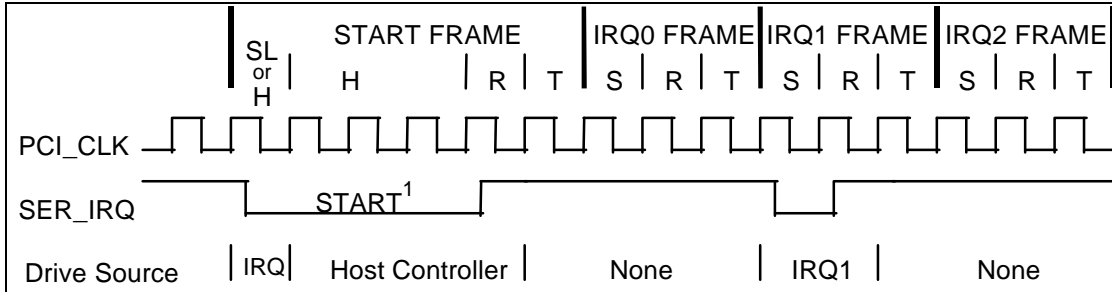 START FRAME IRQ0 FRAME IRQ1 FRAME IRQ2 FRAME
SL
or
H
H R T S R T S R T S R T
PCI_CLK
SER_IRQ START1
Drive Source IRQ Host Controller None IRQ1 None